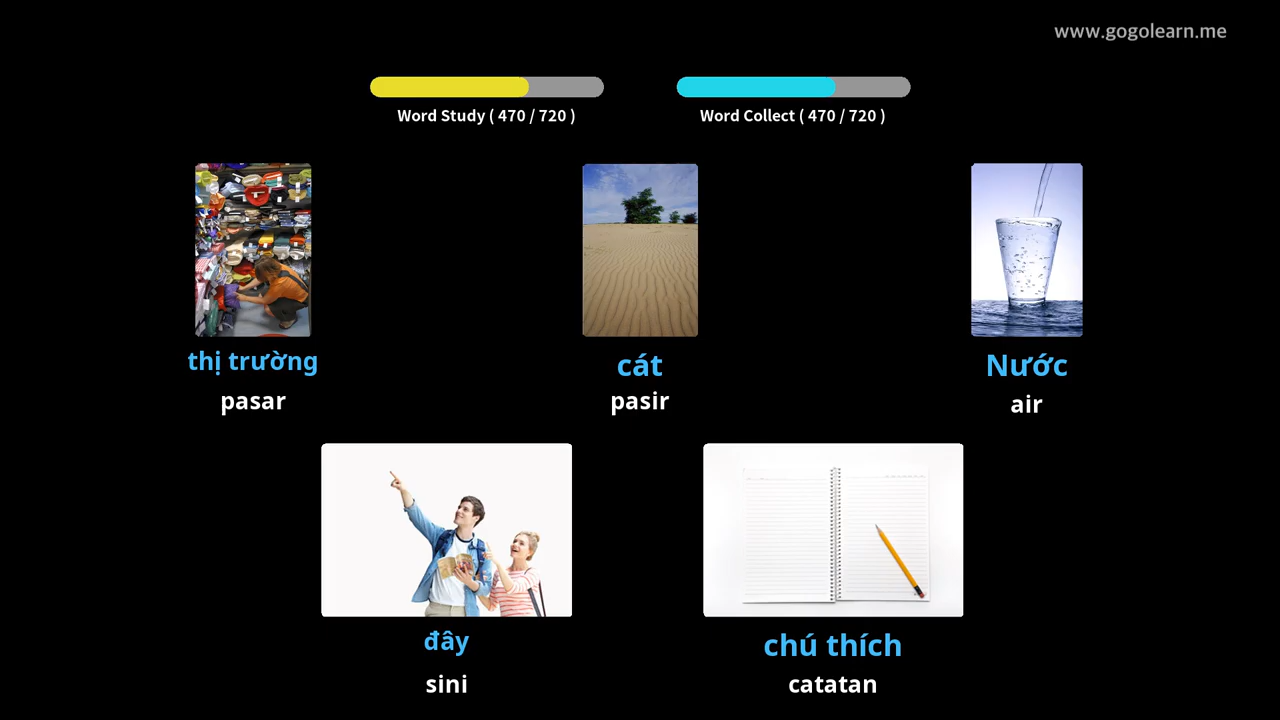 www.gogolearn.me
Word Study ( 470 / 720 )
Word Collect ( 470 / 720 )
thị trường
pasar
cát
pasir
Nước
air
đây
sini
chú thích
catatan